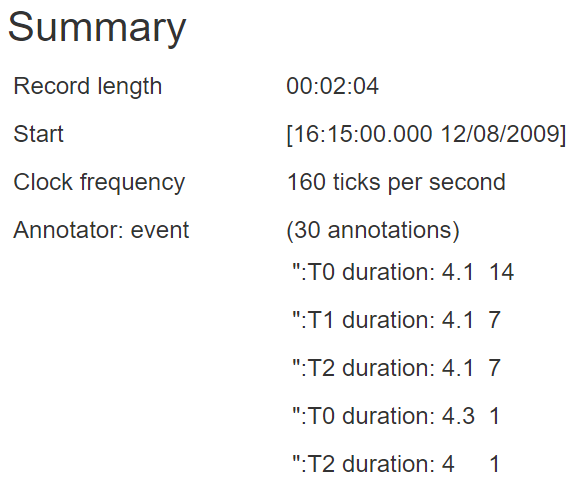 Summary
Record length 00:02:04
Start [16:15:00.000 12/08/2009]
Clock frequency 160 ticks per second
Annotator: event (30 annotations)
":T0 duration: 4.1 14
":T1 duration: 4.1 7
":T2 duration: 4.1 7
":T0 duration: 4.3 1
":T2 duration: 4 1